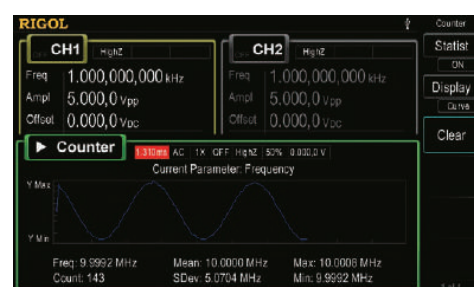 RIGOL
Counter
CH1 HighZ
OFF
Freq 1.000,000,000 kHz
Ampl 5.000,0 Vpp
Offset 0.000,0 VDC
CH2 HighZ
OFF
Freq 1.000,000,000 kHz
Ampl 5.000,0 Vpp
Offset 0.000,0 VDC
Statist
ON
Display
Curve
Clear
Counter 1.310ms AC 1X OFF HighZ 50% 0.000,0 V
Current Parameter: Frequency
Y Max
Y Min
Freq: 9.9992 MHz Mean: 10.0000 MHz Max: 10.0008 MHz
Count: 143 SDev: 5.0704 MHz Min: 9.9992 MHz